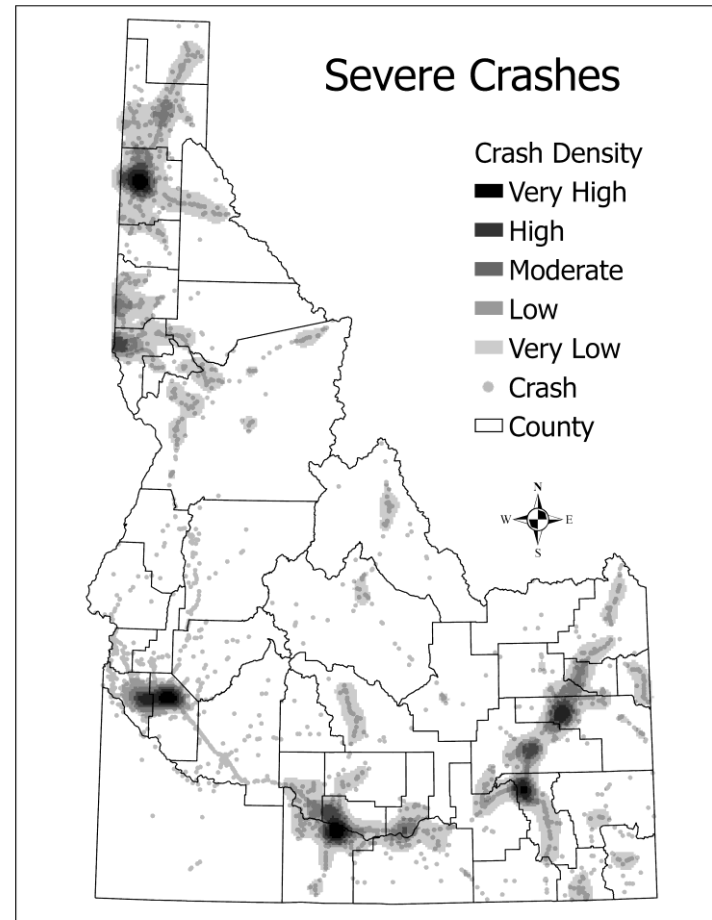 Severe Crashes
Crash Density
Very High
High
Moderate
Low
Very Low
Crash
County
N
W E
S